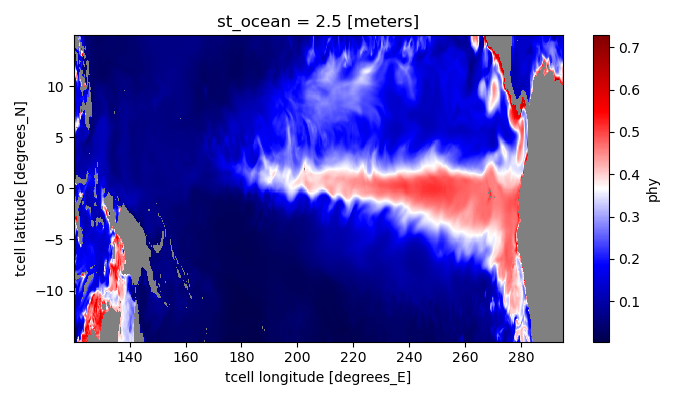 st_ocean = 2.5 [meters]
10
5
0
−5
−10
tcell latitude [degrees_N]
140 160 180 200 220 240 260 280
tcell longitude [degrees_E]
0.7
0.6
0.5
0.4
0.3
0.2
0.1
phy